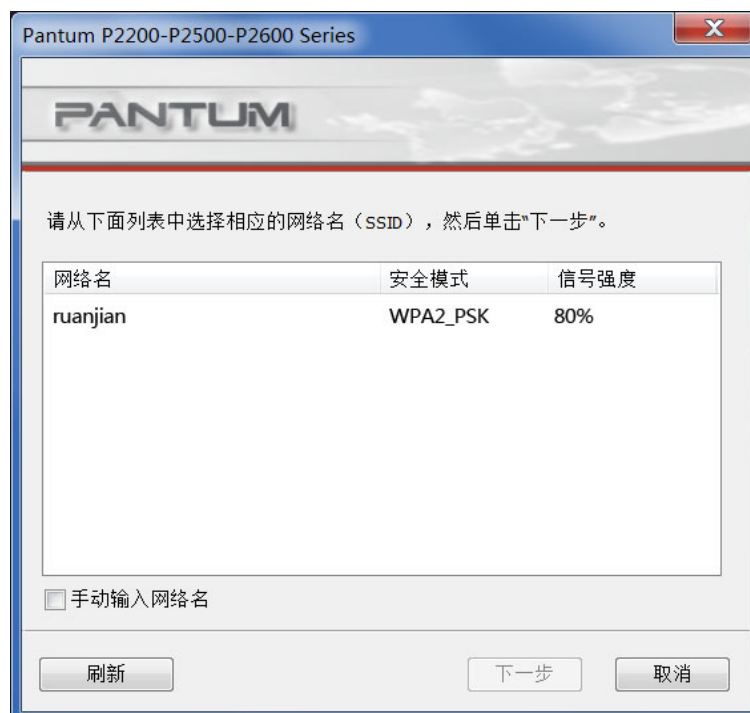 Pantum P2200-P2500-P2600 Series
PANTUM
请从下面列表中选择相应的网络名（SSID），然后单击“下一步”。
网络名 安全模式 信号强度
ruanjian WPA2_PSK 80%
手动输入网络名
刷新 下一步 取消